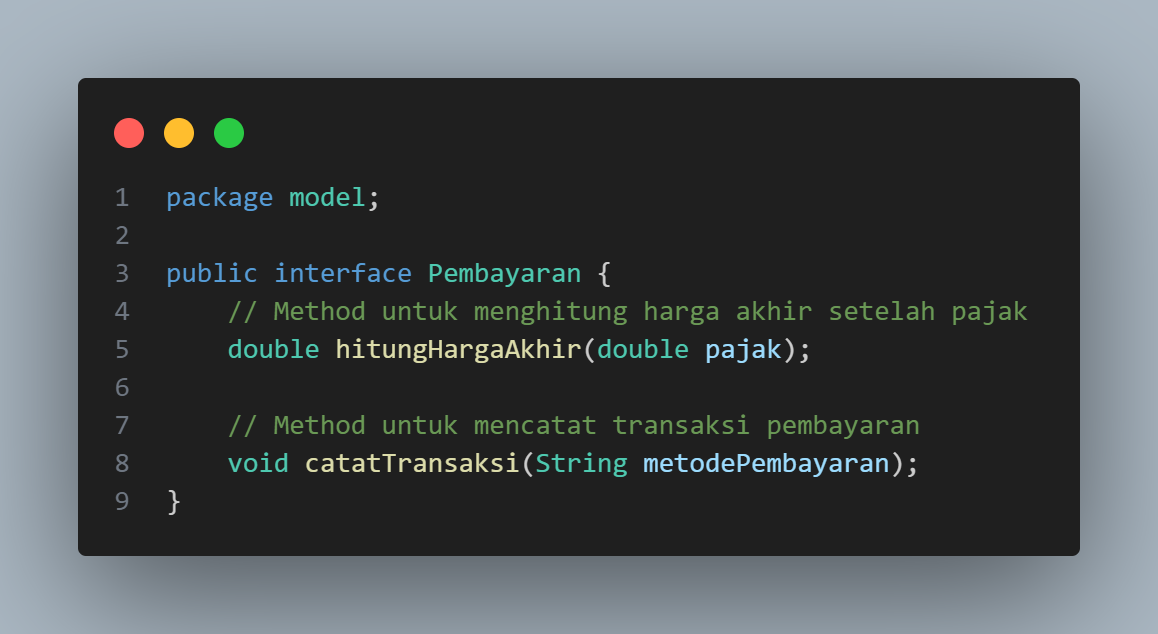 1 package model;
2
3 public interface Pembayaran {
4     // Method untuk menghitung harga akhir setelah pajak
5     double hitungHargaAkhir(double pajak);
6
7     // Method untuk mencatat transaksi pembayaran
8     void catatTransaksi(String metodePembayaran);
9 }